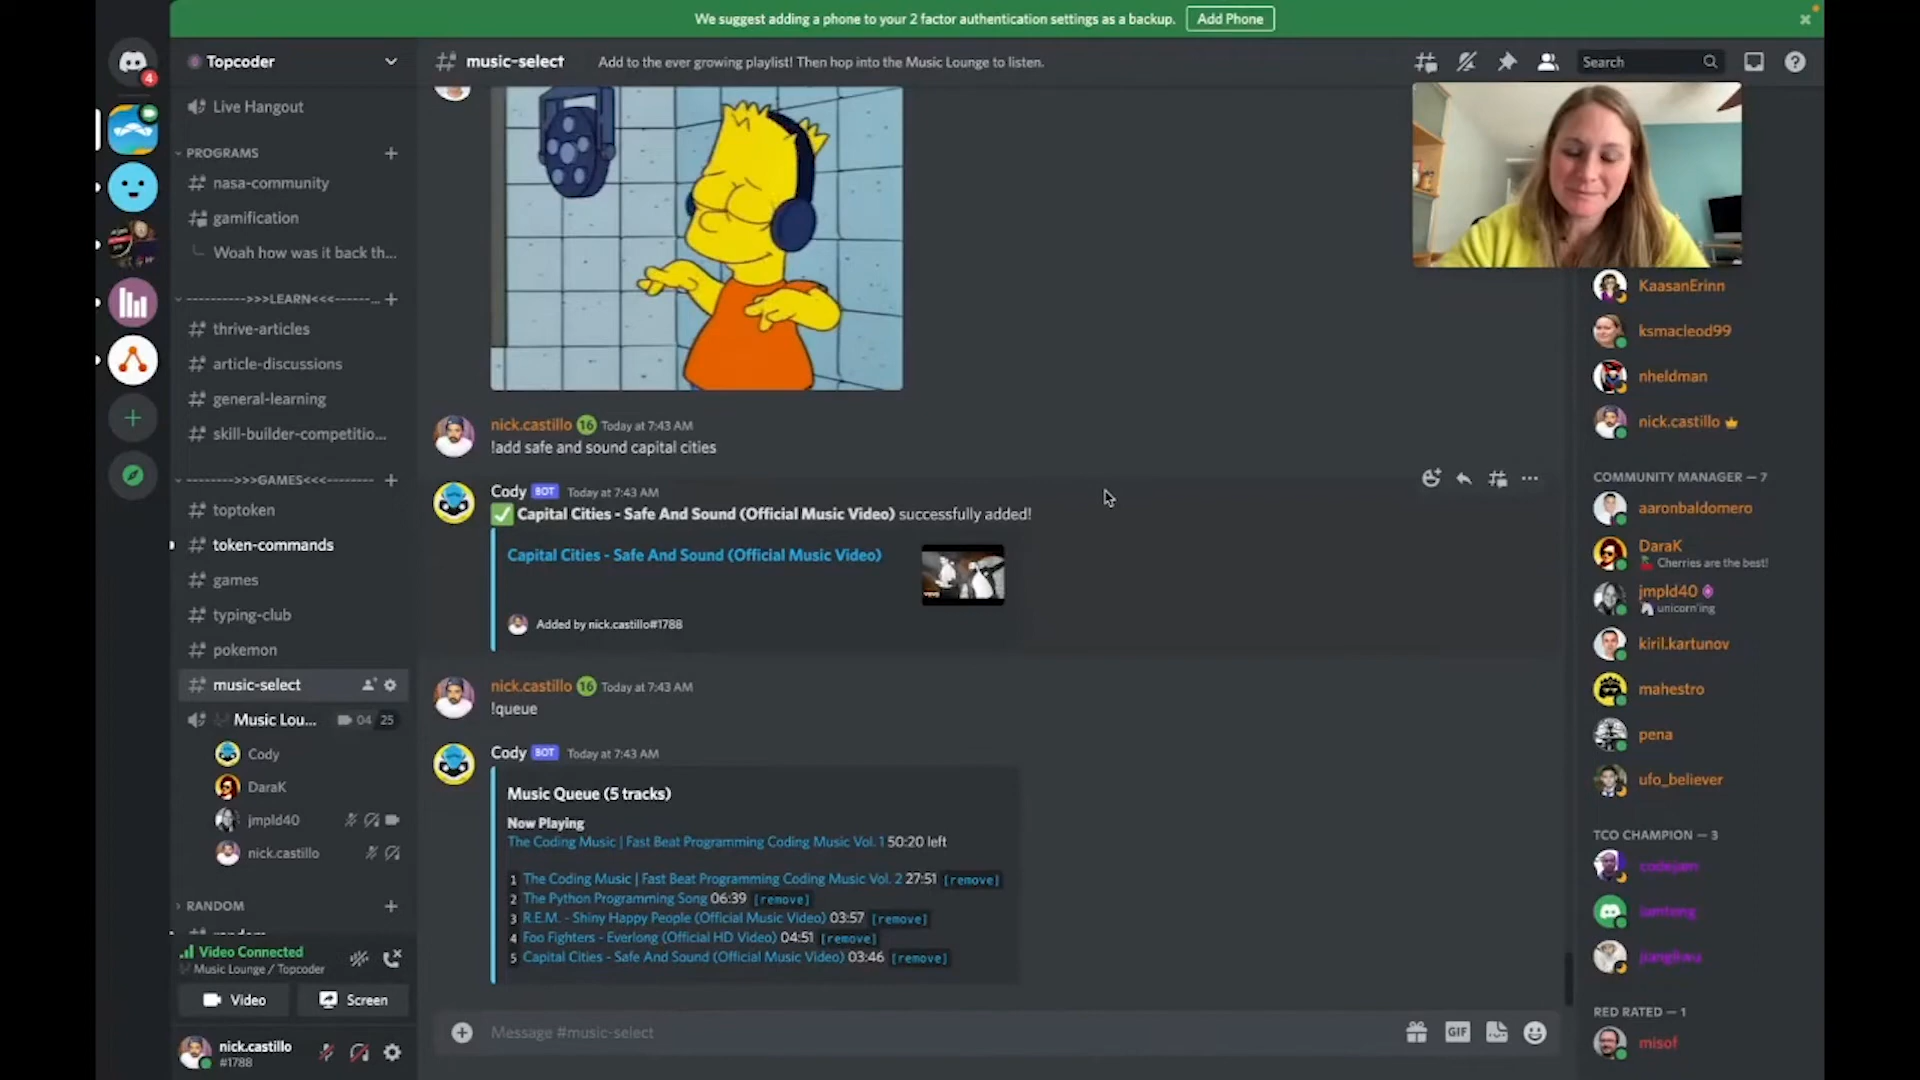 We suggest adding a phone to your 2 factor authentication settings as a backup. Add Phone
4
Topcoder
Live Hangout
PROGRAMS
nasa-community
gamification
Woah how was it back th...
---------->>>LEARN<<<------...
thrive-articles
article-discussions
general-learning
skill-builder-competitio...
-------->>>GAMES<<<-------
toptoken
token-commands
games
typing-club
pokemon
music-select
Music Lou... 04 25
Cody
DaraK
jmpld40
nick.castillo
RANDOM
Video Connected
Music Lounge / Topcoder
Video Screen
nick.castillo
#1788
music-select Add to the ever growing playlist! Then hop into the Music Lounge to listen.
Search
nick.castillo 16 Today at 7:43 AM
!add safe and sound capital cities
Cody BOT Today at 7:43 AM
Capital Cities - Safe And Sound (Official Music Video) successfully added!
Capital Cities - Safe And Sound (Official Music Video)
Added by nick.castillo#1788
nick.castillo 16 Today at 7:43 AM
!queue
Cody BOT Today at 7:43 AM
Music Queue (5 tracks)
Now Playing
The Coding Music | Fast Beat Programming Coding Music Vol. 1 50:20 left
1 The Coding Music | Fast Beat Programming Coding Music Vol. 2 27:51 [remove]
2 The Python Programming Song 06:39 [remove]
3 R.E.M. - Shiny Happy People (Official Music Video) 03:57 [remove]
4 Foo Fighters - Everlong (Official HD Video) 04:51 [remove]
5 Capital Cities - Safe And Sound (Official Music Video) 03:46 [remove]
Message #music-select
GIF
KaasanErinn
ksmacleod99
nheldman
nick.castillo
COMMUNITY MANAGER — 7
aaronbaldomero
DaraK
Cherries are the best!
jmpld40
unicorn'ing
kiril.kartunov
mahestro
pena
ufo_believer
TCO CHAMPION — 3
iamtong
jiangliwu
RED RATED — 1
misof